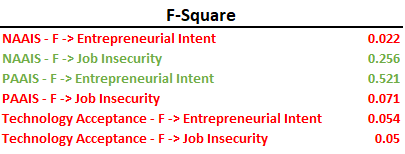 F-Square
NAAIS - F -> Entrepreneurial Intent 0.022
NAAIS - F -> Job Insecurity 0.256
PAAIS - F -> Entrepreneurial Intent 0.521
PAAIS - F -> Job Insecurity 0.071
Technology Acceptance - F -> Entrepreneurial Intent 0.054
Technology Acceptance - F -> Job Insecurity 0.05